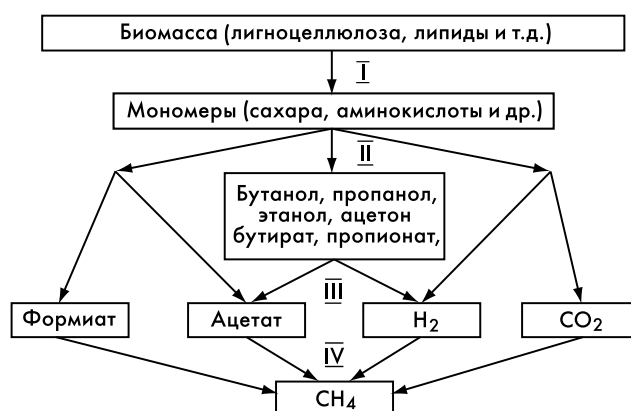 Биомасса (лигноцеллюлоза, липиды и т.д.)
I
Мономеры (сахара, аминокислоты и др.)
II
Бутанол, пропанол,
этанол, ацетон
бутират, пропионат,
III
Формиат
Ацетат
H₂
CO₂
IV
CH₄